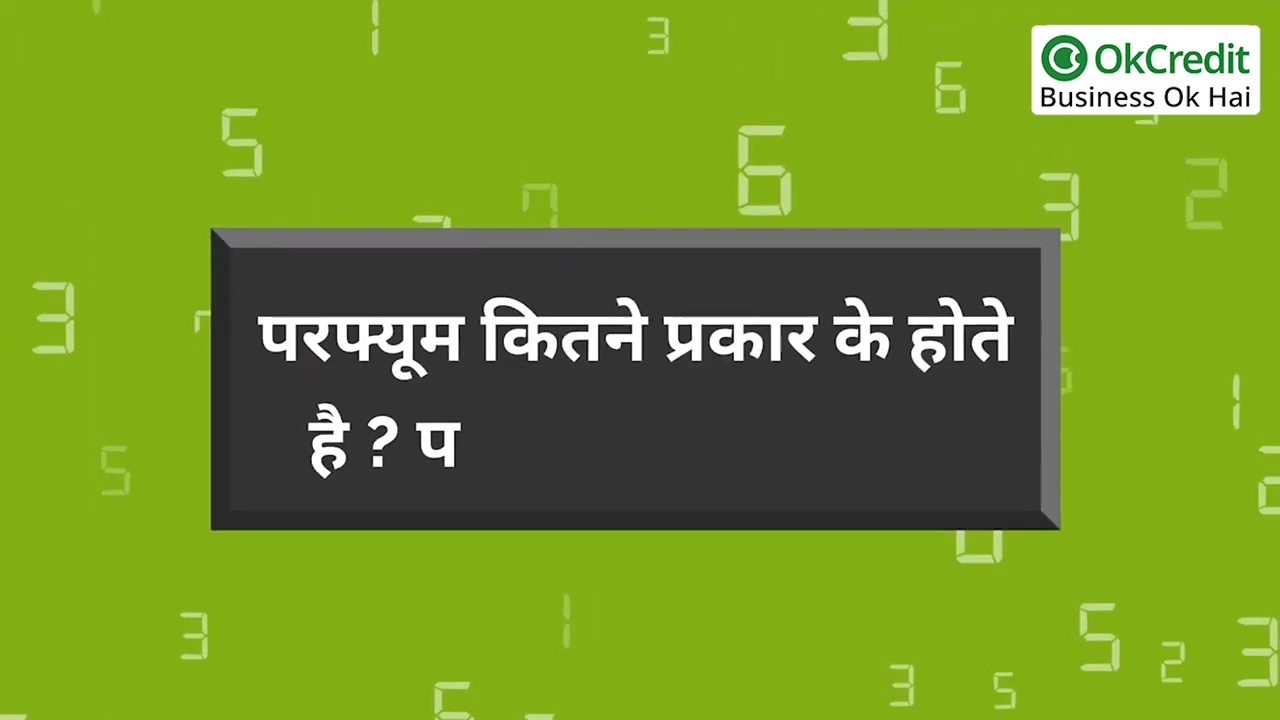 OkCredit
Business Ok Hai
परफ्यूम कितने प्रकार के होते
है ? प